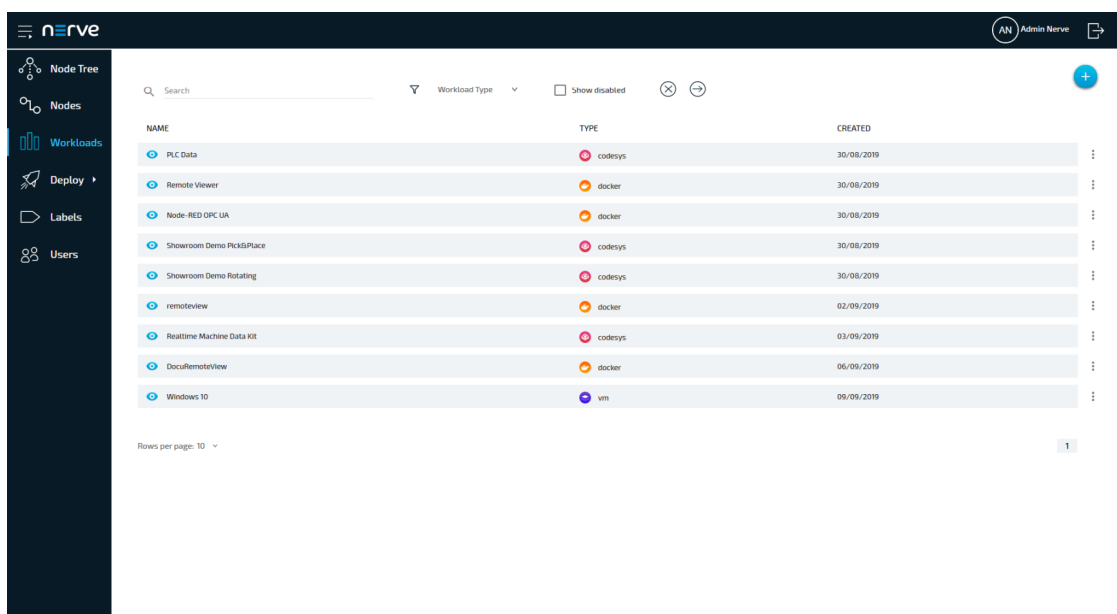 nerve
AN Admin Nerve
Node Tree
Nodes
Workloads
Deploy
Labels
Users
Search
Workload Type
Show disabled
NAME TYPE CREATED
PLC Data codesys 30/08/2019
Remote Viewer docker 30/08/2019
Node-RED OPC UA docker 30/08/2019
Showroom Demo Pick&Place codesys 30/08/2019
Showroom Demo Rotating codesys 30/08/2019
remoteview docker 02/09/2019
Realtime Machine Data Kit codesys 03/09/2019
DocuRemoteView docker 06/09/2019
Windows 10 vm 09/09/2019
Rows per page: 10 1